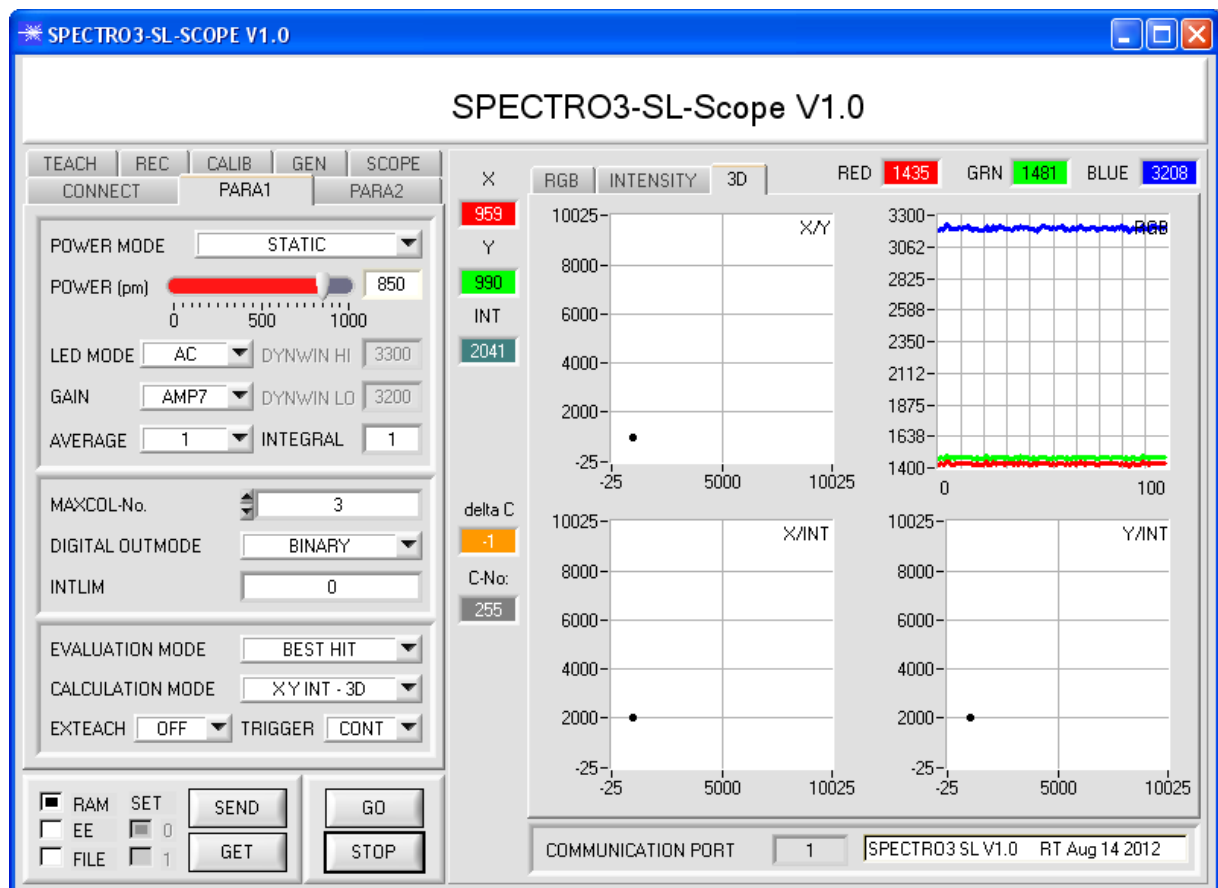 SPECTRO3-SL-SCOPE V1.0
SPECTRO3-SL-Scope V1.0
TEACH REC CALIB GEN SCOPE
CONNECT PARA1 PARA2
POWER MODE STATIC
POWER (pm) 850
0 500 1000
LED MODE AC DYNWIN HI 3300
GAIN AMP7 DYNWIN LO 3200
AVERAGE 1 INTEGRAL 1
MAXCOL-No. 3
DIGITAL OUTMODE BINARY
INTLIM 0
EVALUATION MODE BEST HIT
CALCULATION MODE X Y INT - 3D
EXTEACH OFF TRIGGER CONT
RAM SET SEND GO
EE 0
FILE 1 GET STOP
X
959
Y
990
INT
2041
delta C
-1
C-No:
255
RGB INTENSITY 3D RED 1435 GRN 1481 BLUE 3208
X/Y
10025
8000
6000
4000
2000
-25
-25 5000 10025
RGB
3300
3062
2825
2588
2350
2112
1875
1638
1400
0 100
X/INT
10025
8000
6000
4000
2000
-25
-25 5000 10025
Y/INT
10025
8000
6000
4000
2000
-25
-25 5000 10025
COMMUNICATION PORT 1 SPECTRO3 SL V1.0 RT Aug 14 2012